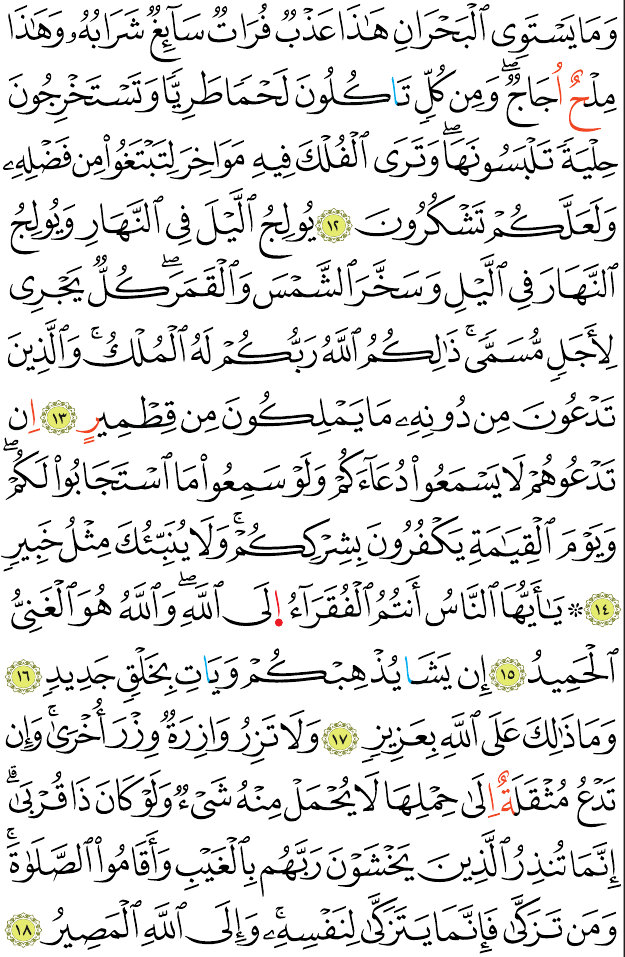 وَمَا يَسْتَوِى ٱلْبَحْرَانِ هَـٰذَا عَذْبٌ فُرَاتٌ سَآئِغٌ شَرَابُهُۥ وَهَـٰذَا
مِلْحٌ اُجَاجٌ ۖ وَمِن كُلٍّ تَاكُلُونَ لَحْمًا طَرِيًّا وَتَسْتَخْرِجُونَ
حِلْيَةً تَلْبَسُونَهَا ۖ وَتَرَى ٱلْفُلْكَ فِيهِ مَوَاخِرَ لِتَبْتَغُوا۟ مِن فَضْلِهِۦ
وَلَعَلَّكُمْ تَشْكُرُونَ ١٢ يُولِجُ ٱلَّيْلَ فِى ٱلنَّهَارِ وَيُولِجُ
ٱلنَّهَارَ فِى ٱلَّيْلِ وَسَخَّرَ ٱلشَّمْسَ وَٱلْقَمَرَ ۖ كُلٌّ يَجْرِى
لِأَجَلٍ مُّسَمًّى ۚ ذَٰلِكُمُ ٱللَّهُ رَبُّكُمْ لَهُ ٱلْمُلْكُ ۚ وَٱلَّذِينَ
تَدْعُونَ مِن دُونِهِۦ مَا يَمْلِكُونَ مِن قِطْمِيرٍ ١٣ اِن
تَدْعُوهُمْ لَا يَسْمَعُوا۟ دُعَآءَكُمْ وَلَوْ سَمِعُوا۟ مَا ٱسْتَجَابُوا۟ لَكُمْ ۖ
وَيَوْمَ ٱلْقِيَـٰمَةِ يَكْفُرُونَ بِشِرْكِكُمْ ۚ وَلَا يُنَبِّئُكَ مِثْلُ خَبِيرٍ
١٤ ۞ يَـٰٓأَيُّهَا ٱلنَّاسُ أَنتُمُ ٱلْفُقَرَآءُ اِلَى ٱللَّهِ ۖ وَٱللَّهُ هُوَ ٱلْغَنِىُّ
ٱلْحَمِيدُ ١٥ إِن يَشَا يُذْهِبْكُمْ وَيَاتِ بِخَلْقٍ جَدِيدٍ ١٦
وَمَا ذَٰلِكَ عَلَى ٱللَّهِ بِعَزِيزٍ ١٧ وَلَا تَزِرُ وَازِرَةٌ وِزْرَ أُخْرَىٰ ۚ وَإِن
تَدْعُ مُثْقَلَةٌ اِلَىٰ حِمْلِهَا لَا يُحْمَلْ مِنْهُ شَىْءٌ وَلَوْ كَانَ ذَا قُرْبَىٰٓ ۗ
إِنَّمَا تُنذِرُ ٱلَّذِينَ يَخْشَوْنَ رَبَّهُم بِٱلْغَيْبِ وَأَقَامُوا۟ ٱلصَّلَوٰةَ ۚ
وَمَن تَزَكَّىٰ فَإِنَّمَا يَتَزَكَّىٰ لِنَفْسِهِۦ ۚ وَإِلَى ٱللَّهِ ٱلْمَصِيرُ ١٨